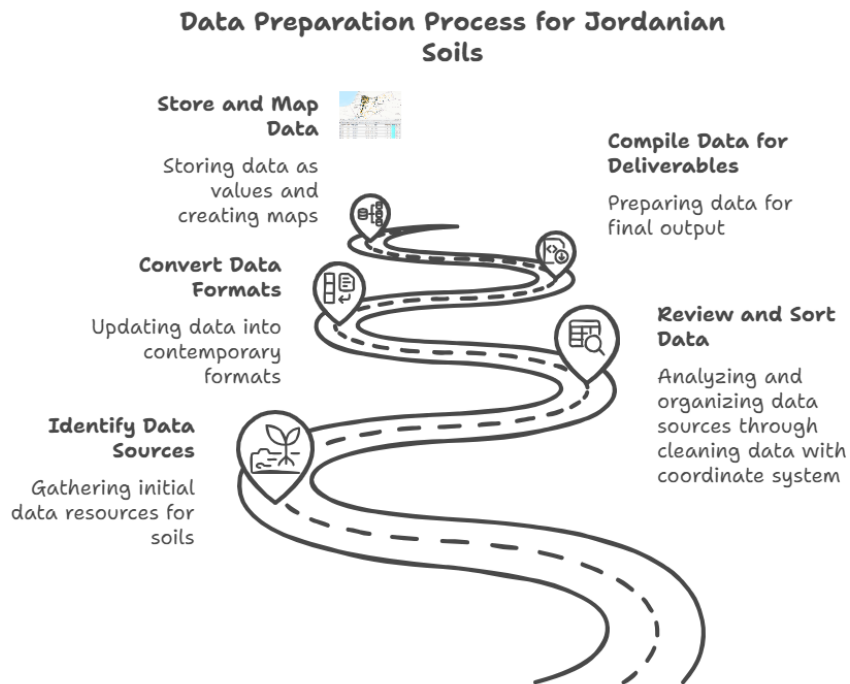 Data Preparation Process for Jordanian
Soils
Store and Map
Data
Storing data as
values and
creating maps
Compile Data for
Deliverables
Preparing data for
final output
Convert Data
Formats
Updating data into
contemporary
formats
Review and Sort
Data
Analyzing and
organizing data
sources through
cleaning data with
coordinate system
Identify Data
Sources
Gathering initial
data resources for
soils